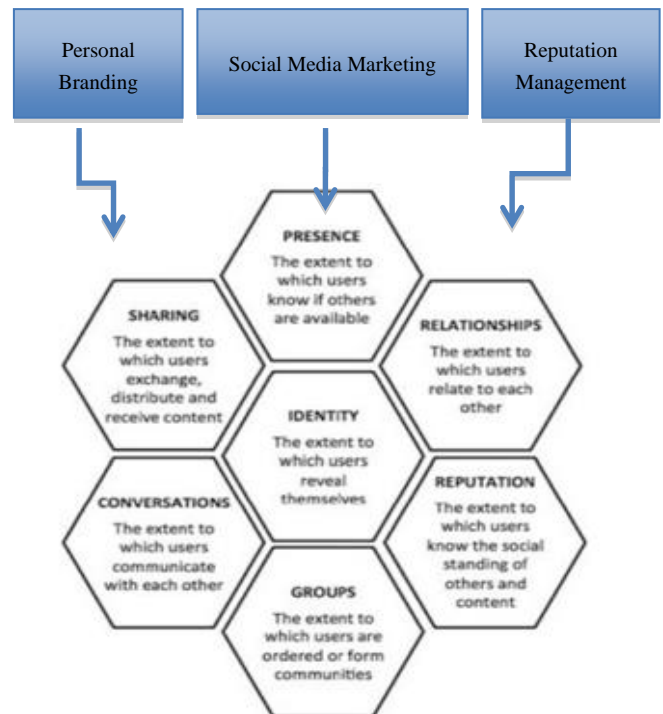 Personal
Branding
Social Media Marketing
Reputation
Management
PRESENCE
The extent to
which users
know if others
are available
SHARING
The extent to
which users
exchange,
distribute and
receive content
RELATIONSHIPS
The extent to
which users
relate to each
other
IDENTITY
The extent to
which users
reveal
themselves
CONVERSATIONS
The extent to
which users
communicate
with each other
REPUTATION
The extent to
which users
know the social
standing of
others and
content
GROUPS
The extent to
which users are
ordered or form
communities